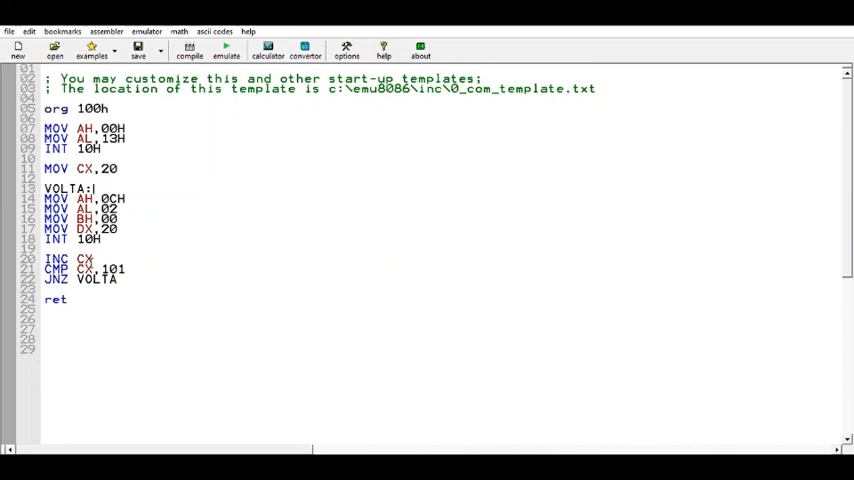 file edit bookmarks assembler emulator math ascii codes help
new open examples save compile emulate calculator convertor options help about
01
02 ; You may customize this and other start-up templates;
03 ; The location of this template is c:\emu8086\inc\0_com_template.txt
04
05 org 100h
06
07 MOV AH,00H
08 MOV AL,13H
09 INT 10H
10
11 MOV CX,20
12
13 VOLTA:
14 MOV AH,0CH
15 MOV AL,02
16 MOV BH,00
17 MOV DX,20
18 INT 10H
19
20 INC CX
21 CMP CX,101
22 JNZ VOLTA
23
24 ret
25
26
27
28
29